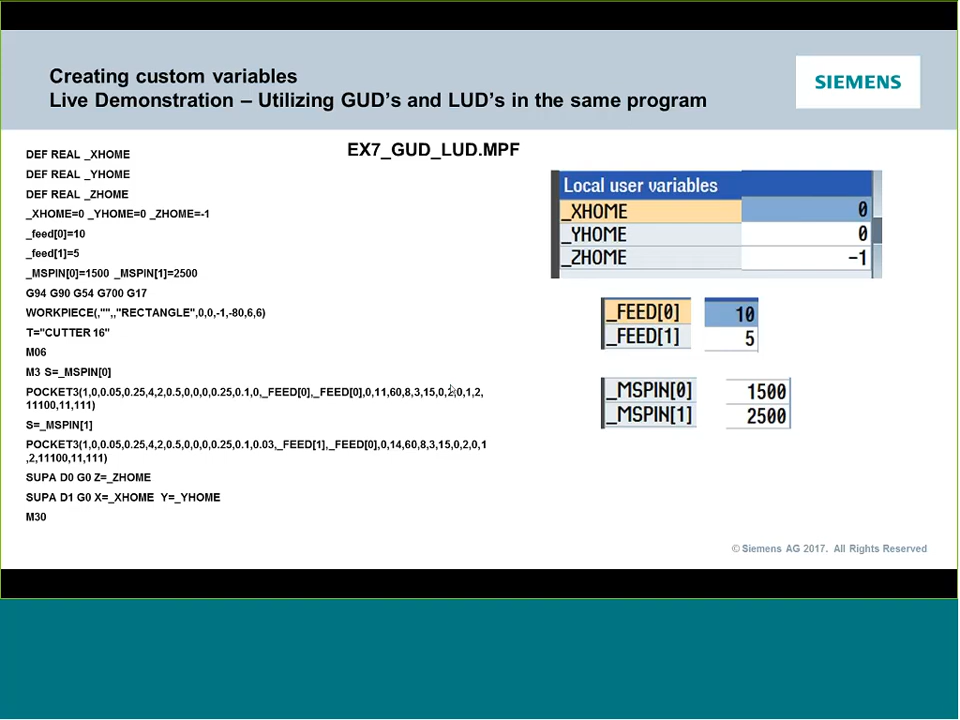 Creating custom variables
Live Demonstration – Utilizing GUD's and LUD's in the same program
SIEMENS
EX7_GUD_LUD.MPF
DEF REAL _XHOME
DEF REAL _YHOME
DEF REAL _ZHOME
_XHOME=0 _YHOME=0 _ZHOME=-1
_feed[0]=10
_feed[1]=5
_MSPIN[0]=1500 _MSPIN[1]=2500
G94 G90 G54 G700 G17
WORKPIECE(,"",,"RECTANGLE",0,0,-1,-80,6,6)
T="CUTTER 16"
M06
M3 S=_MSPIN[0]
POCKET3(1,0,0.05,0.25,4,2,0.5,0,0,0,0.25,0.1,0,_FEED[0],_FEED[0],0,11,60,8,3,15,0,2,0,1,2,
11100,11,111)
S=_MSPIN[1]
POCKET3(1,0,0.05,0.25,4,2,0.5,0,0,0,0.25,0.1,0.03,_FEED[1],_FEED[0],0,14,60,8,3,15,0,2,0,1
,2,11100,11,111)
SUPA D0 G0 Z=_ZHOME
SUPA D1 G0 X=_XHOME Y=_YHOME
M30
Local user variables
_XHOME 0
_YHOME 0
_ZHOME -1
_FEED[0] 10
_FEED[1] 5
_MSPIN[0] 1500
_MSPIN[1] 2500
© Siemens AG 2017. All Rights Reserved